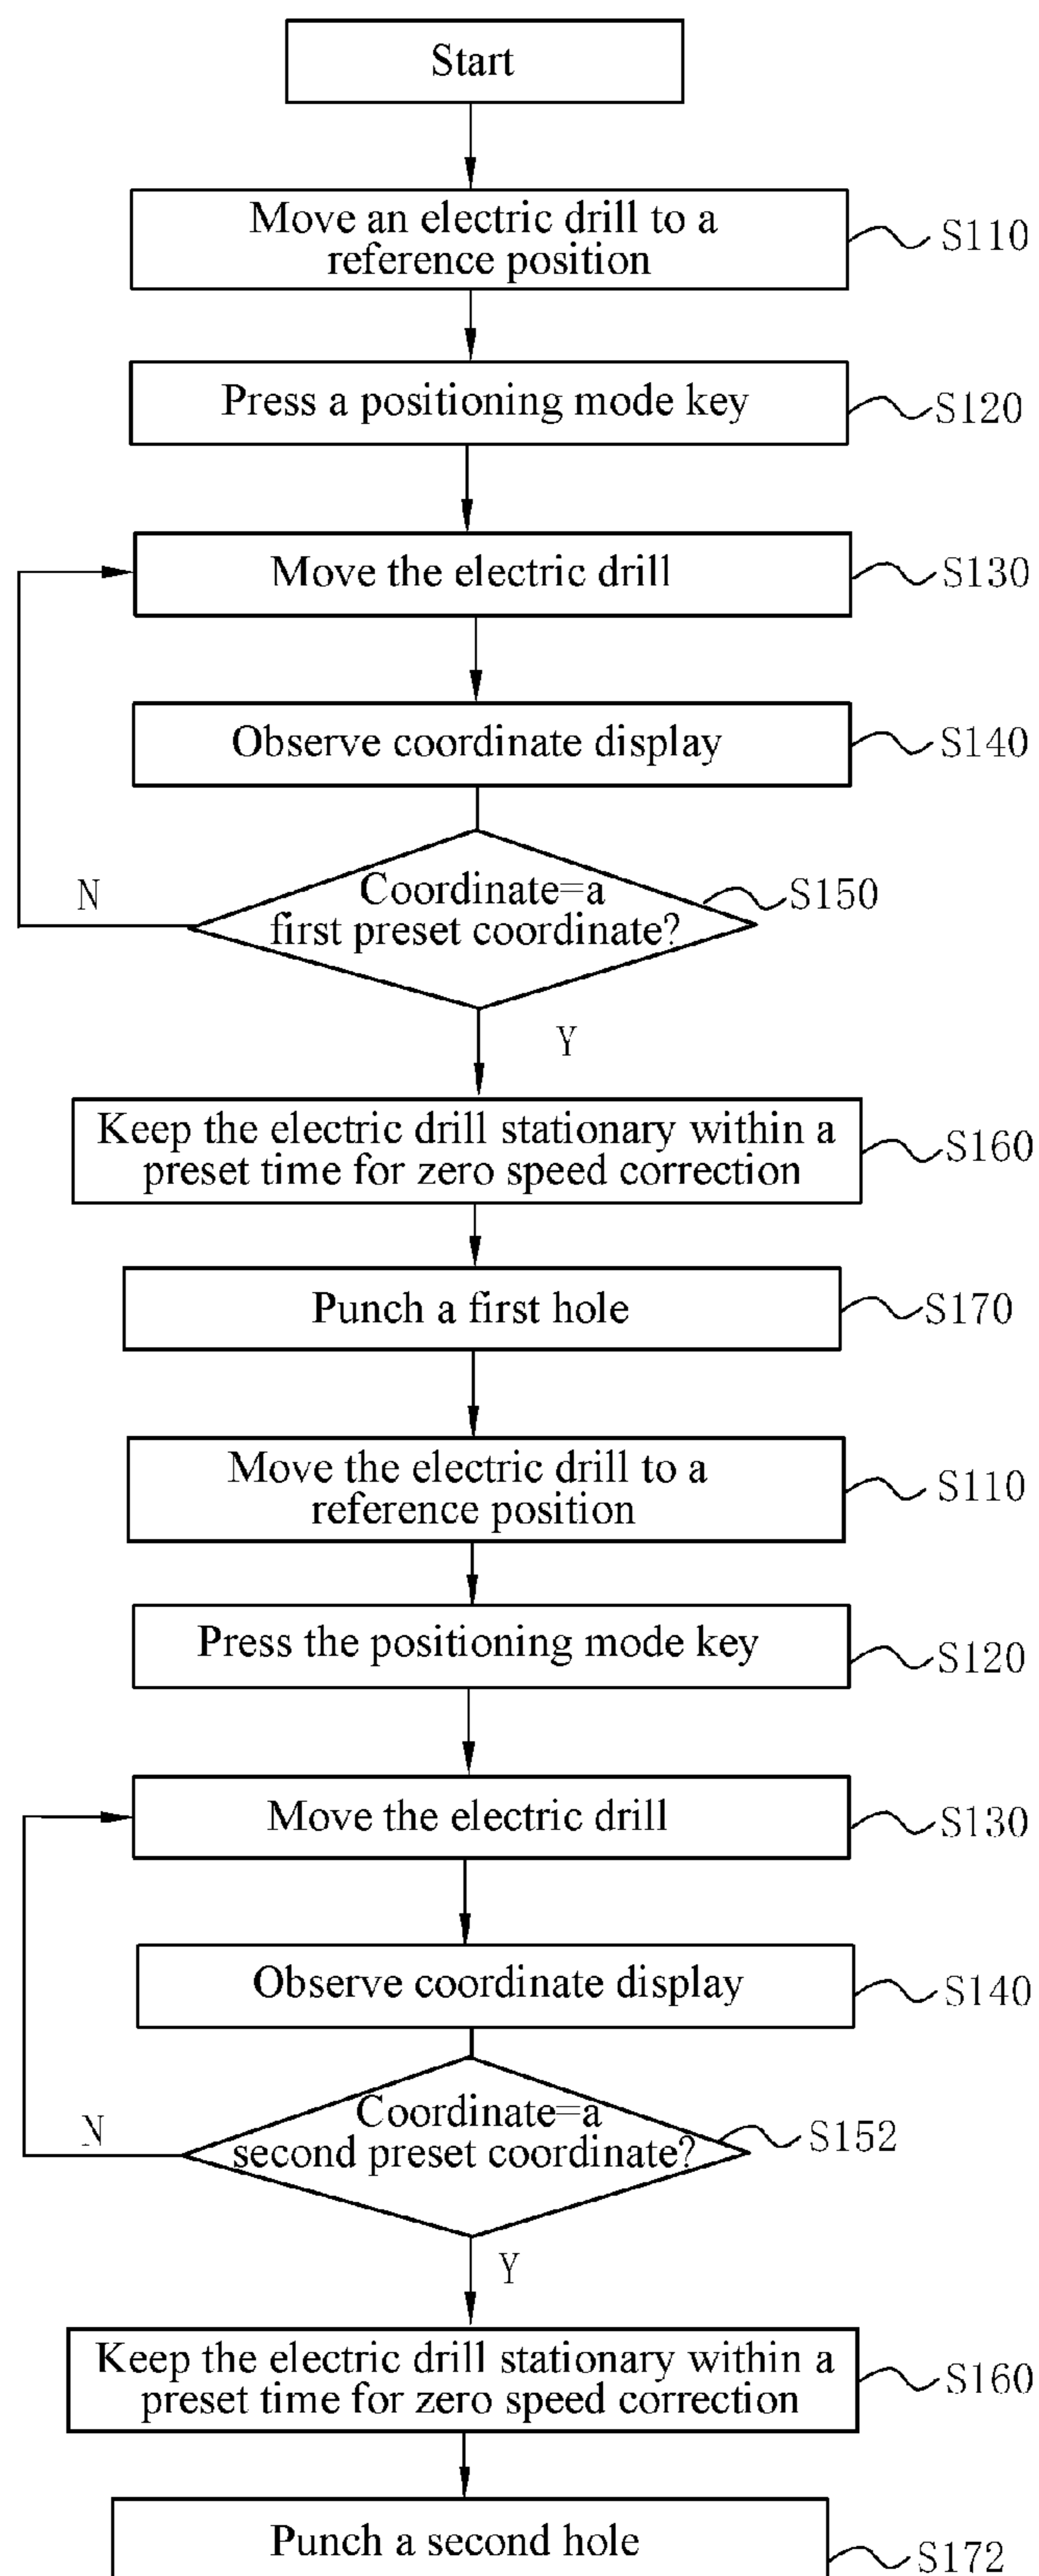 Start
Move an electric drill to a
reference position
S110
Press a positioning mode key
S120
Move the electric drill
S130
Observe coordinate display
S140
Coordinate=a
first preset coordinate?
S150
N
Y
Keep the electric drill stationary within a
preset time for zero speed correction
S160
Punch a first hole
S170
Move the electric drill to a
reference position
S110
Press the positioning mode key
S120
Move the electric drill
S130
Observe coordinate display
S140
Coordinate=a
second preset coordinate?
S152
N
Y
Keep the electric drill stationary within a
preset time for zero speed correction
S160
Punch a second hole
S172